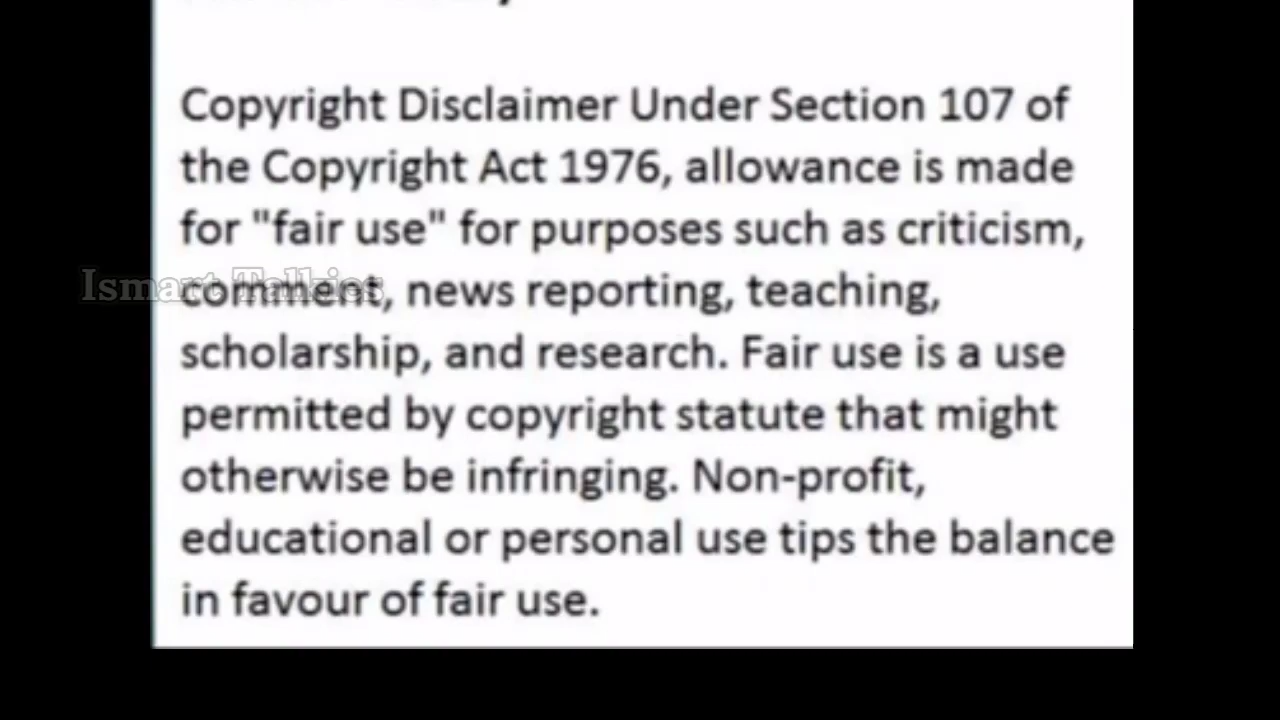 Copyright Disclaimer Under Section 107 of
the Copyright Act 1976, allowance is made
for "fair use" for purposes such as criticism,
Ismart Talkies
comment, news reporting, teaching,
scholarship, and research. Fair use is a use
permitted by copyright statute that might
otherwise be infringing. Non-profit,
educational or personal use tips the balance
in favour of fair use.